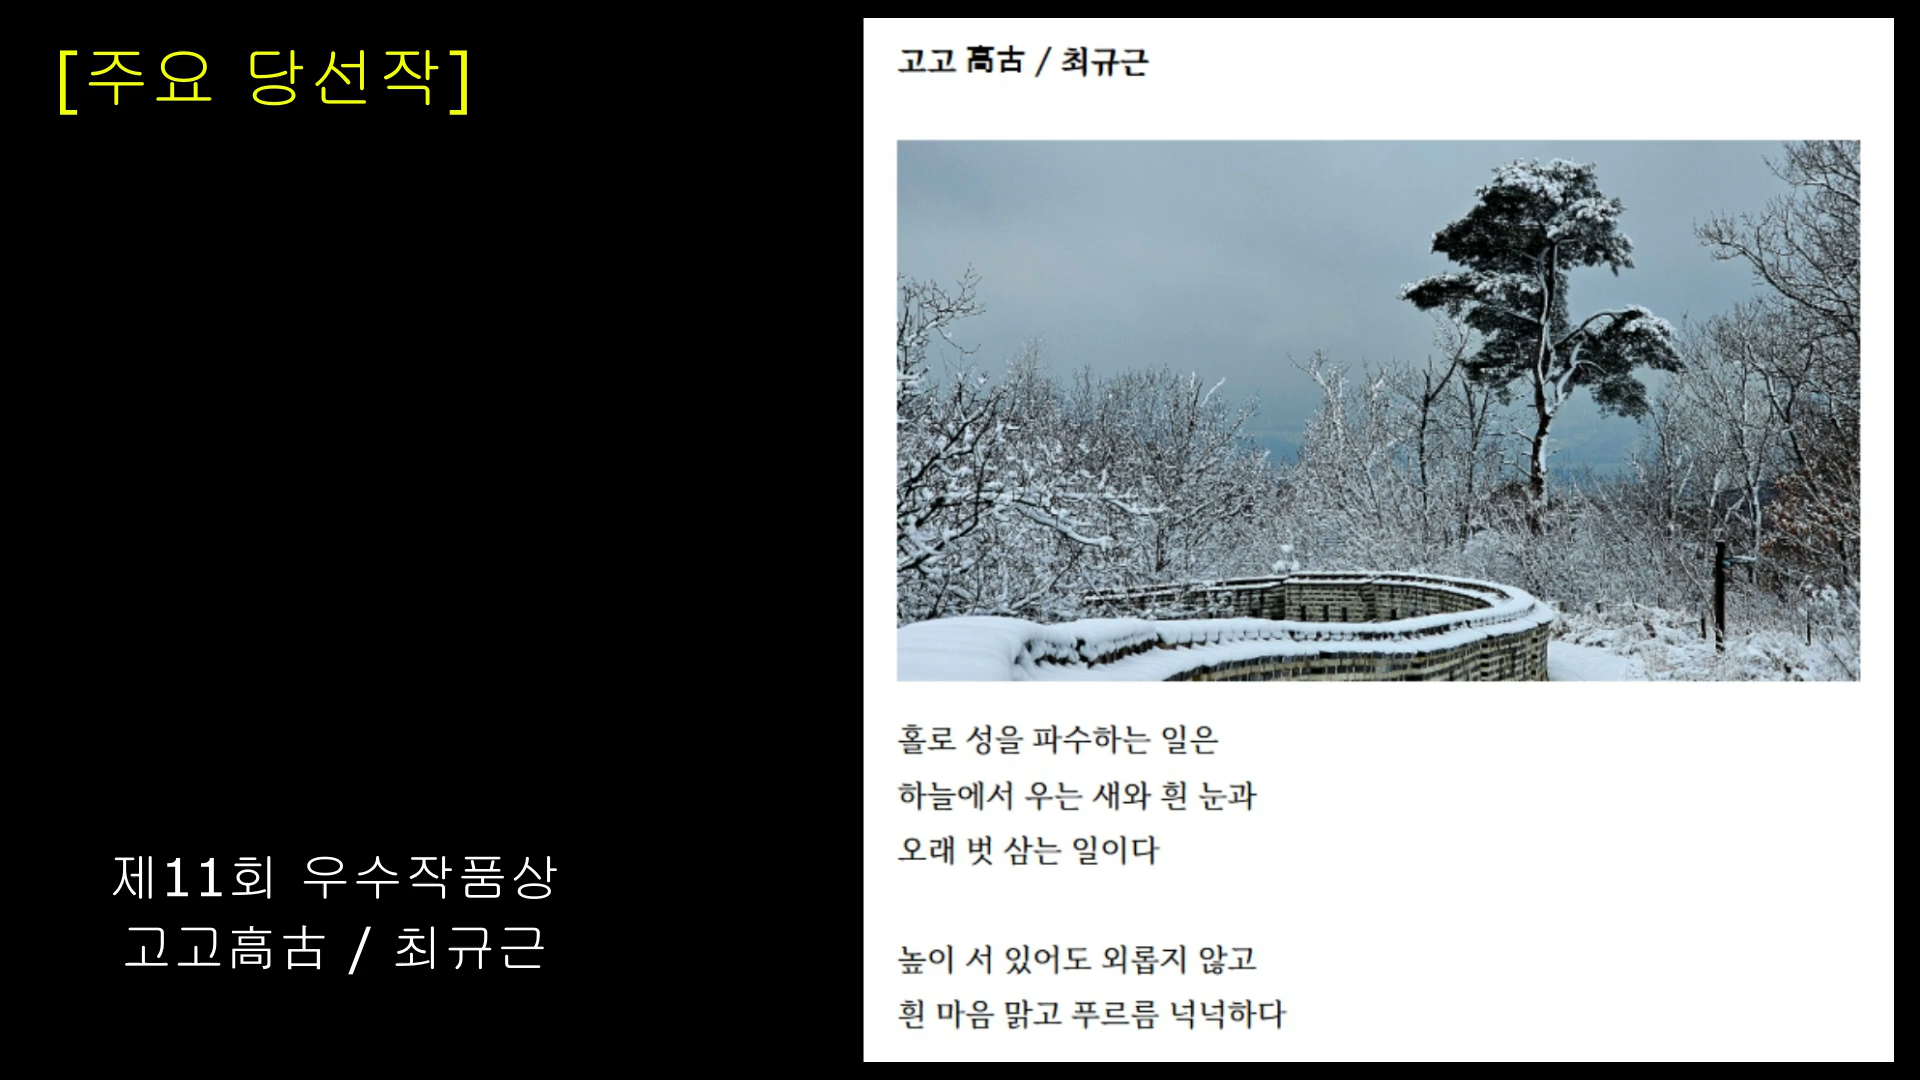 [주요 당선작]
제11회 우수작품상
고고高古 / 최규근
고고 高古 / 최규근
홀로 성을 파수하는 일은
하늘에서 우는 새와 흰 눈과
오래 벗 삼는 일이다
높이 서 있어도 외롭지 않고
흰 마음 맑고 푸르름 넉넉하다